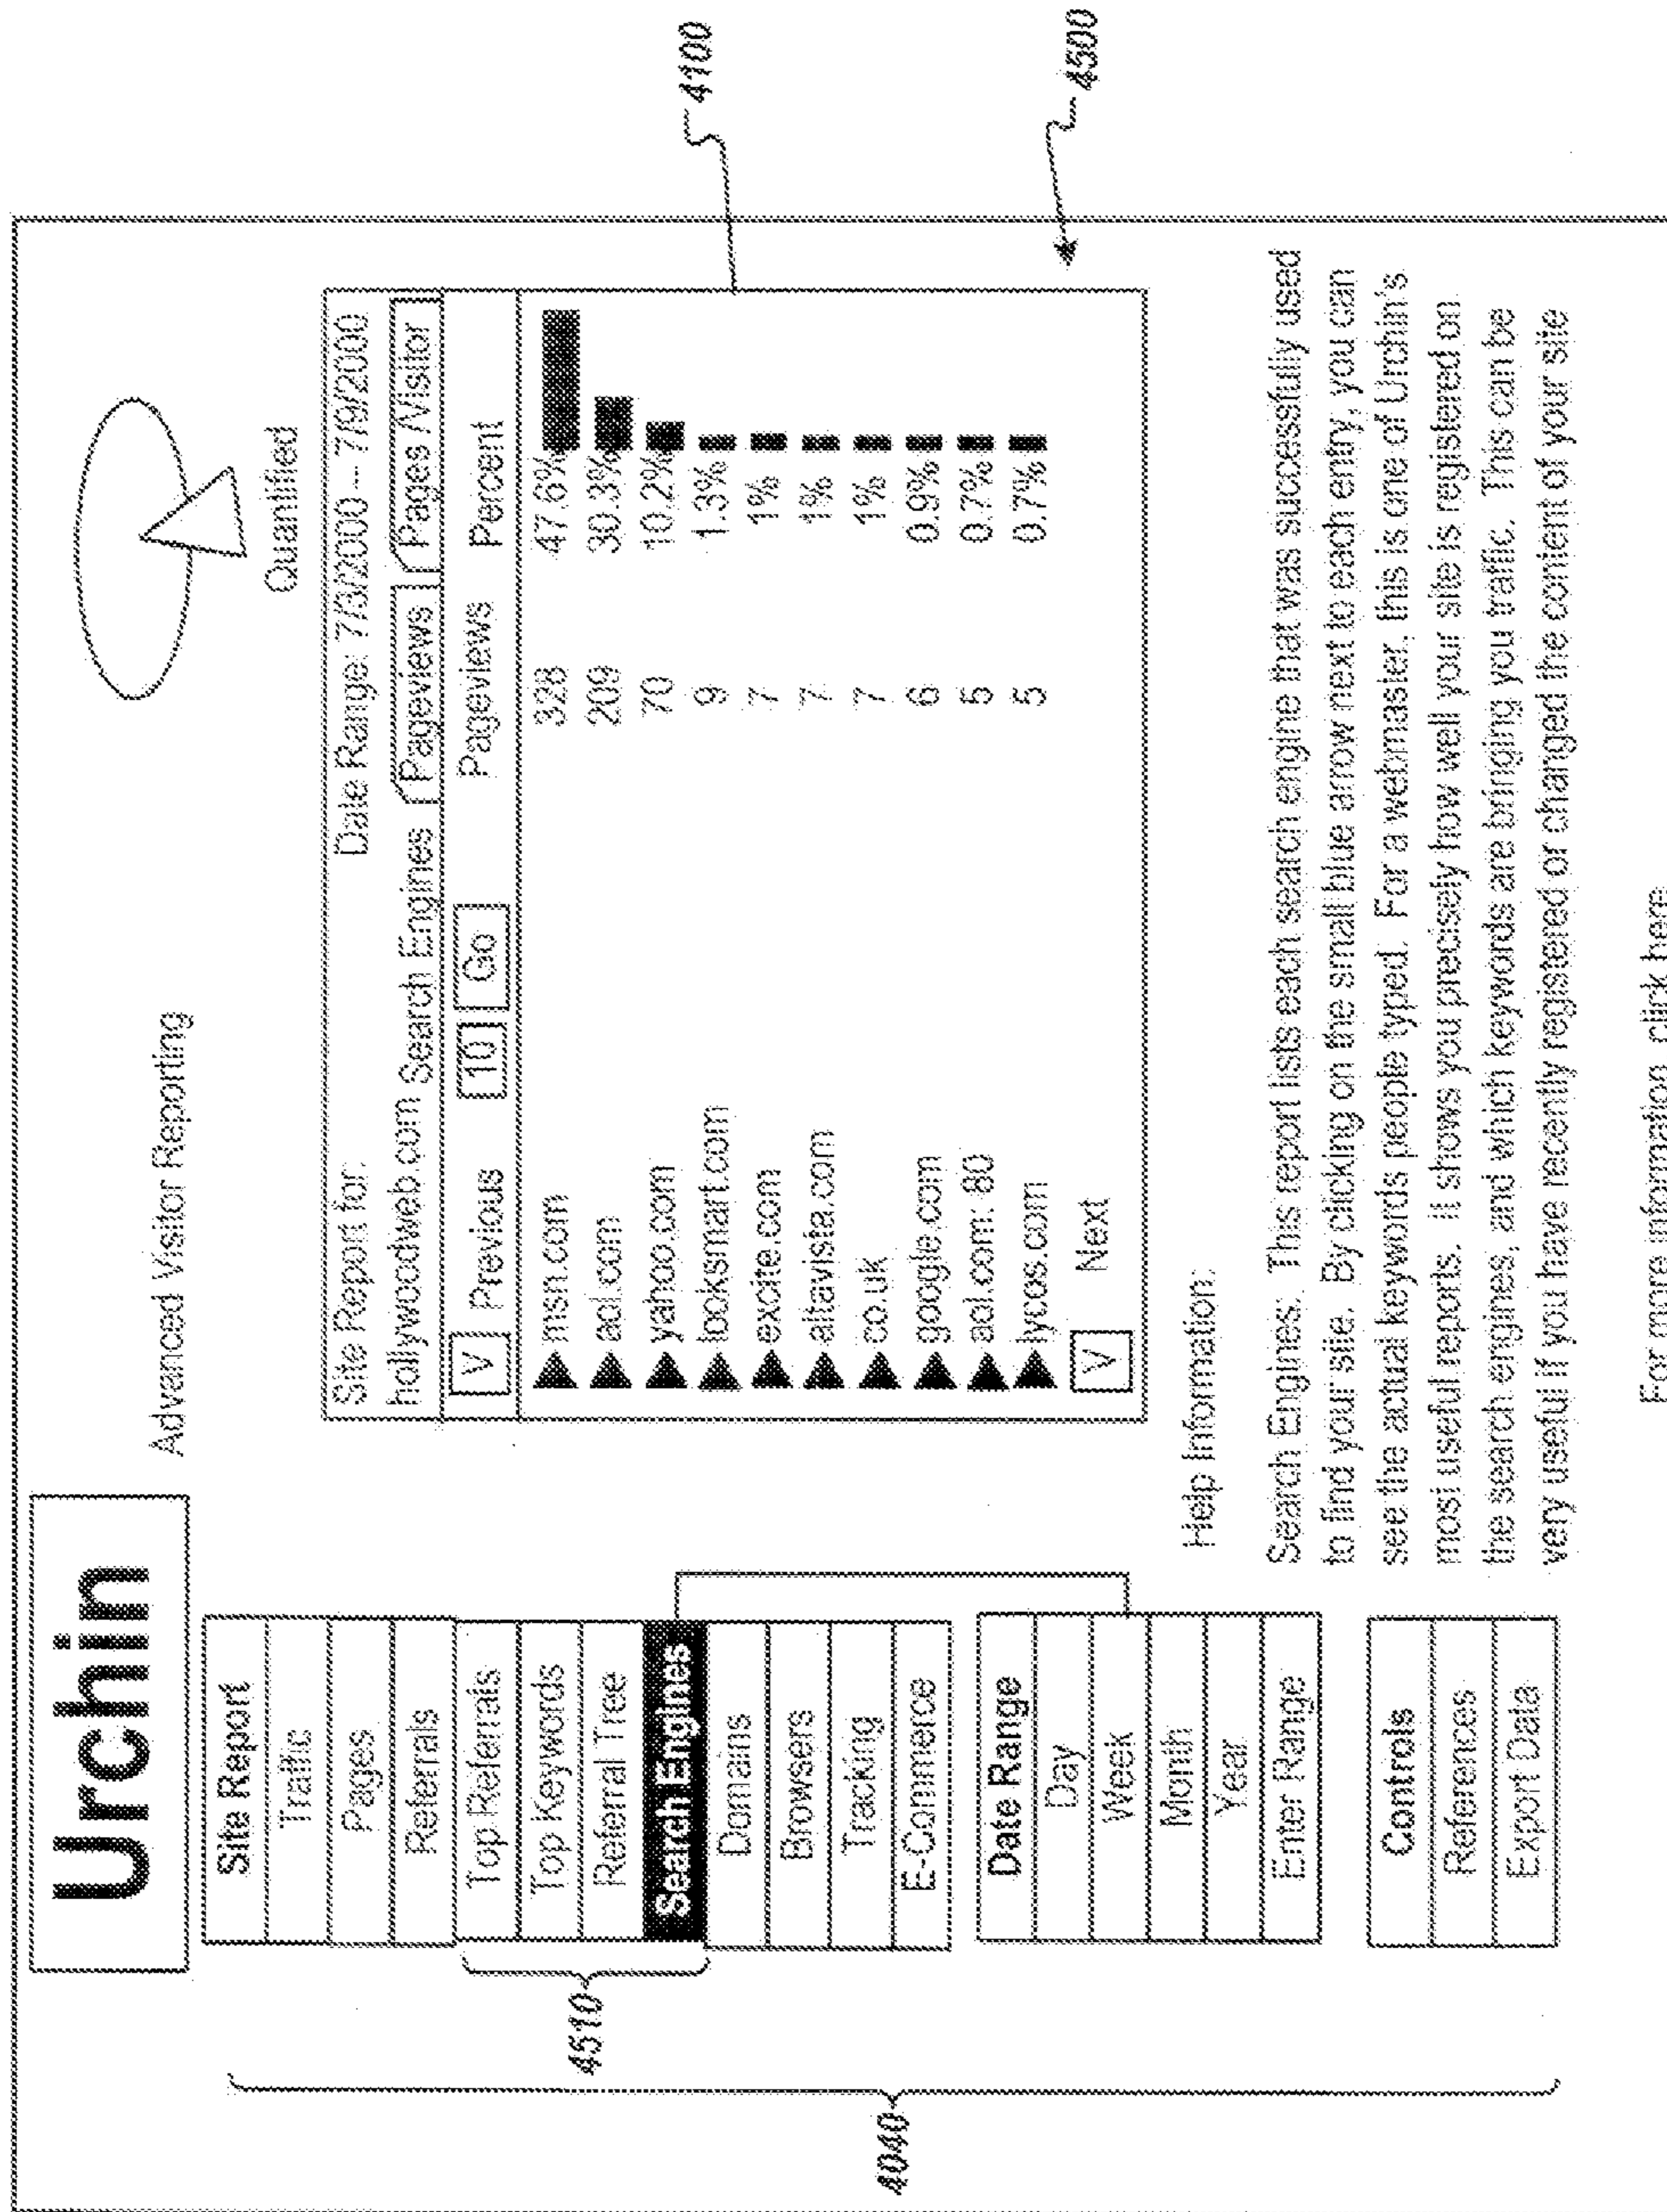 Urchin
Advanced Visitor Reporting
Quantified
Site Report
Traffic
Pages
Referrals
Top Referrals
Top Keywords
Referral Tree
Search Engines
Domains
Browsers
Tracking
E-Commerce
Date Range
Day
Week
Month
Year
Enter Range
Controls
References
Export Data
4510
4040
Site Report for: Date Range: 7/3/2000 -- 7/9/2000
hollywoodweb.com Search Engines Pageviews Pages /Visitor
V Previous 10 Go Pageviews Percent
msn.com 328 47.6%
aol.com 209 30.3%
yahoo.com 70 10.2%
looksmart.com 9 1.3%
excite.com 7 1%
altavista.com 7 1%
co.uk 7 1%
google.com 6 0.9%
aol.com: 80 5 0.7%
lycos.com 5 0.7%
V Next
4100
4500
Help Information:
Search Engines: This report lists each search engine that was successfully used
to find your site. By clicking on the small blue arrow next to each entry, you can
see the actual keywords people typed. For a webmaster, this is one of Urchin's
most useful reports. It shows you precisely how well your site is registered on
the search engines, and which keywords are bringing you traffic. This can be
very useful if you have recently registered or changed the content of your site
For more information, click here